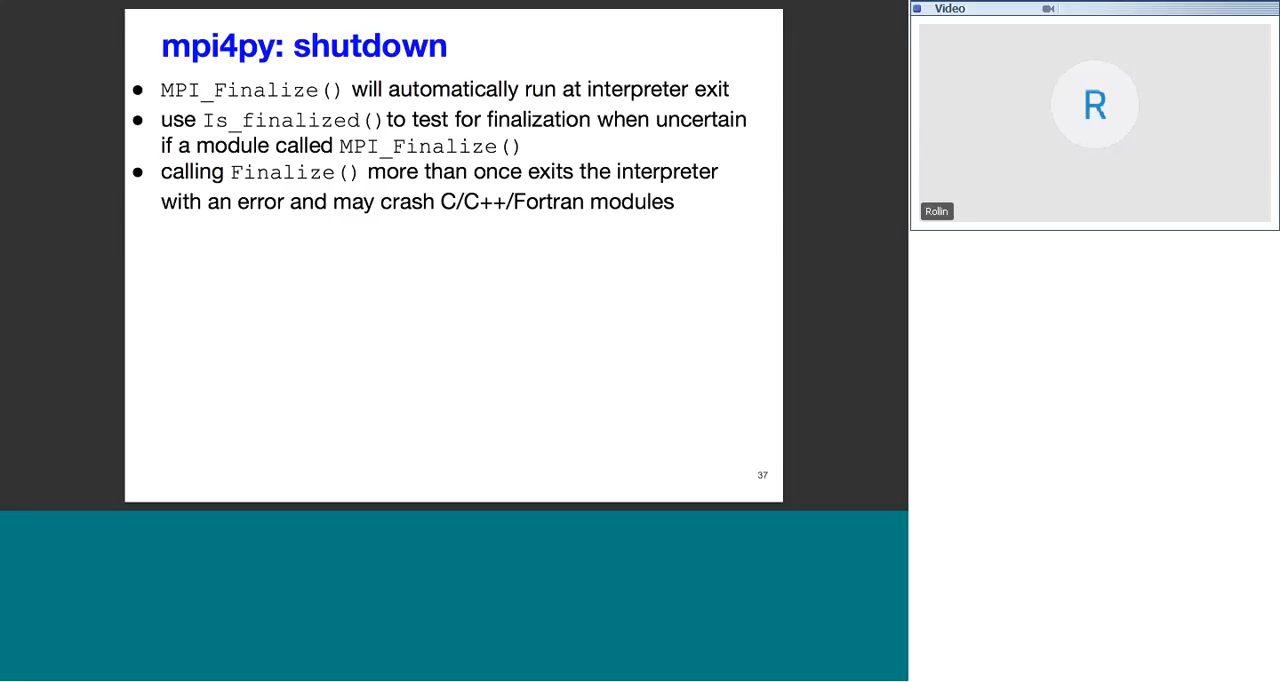 mpi4py: shutdown
● MPI_Finalize() will automatically run at interpreter exit
● use Is_finalized()to test for finalization when uncertain
if a module called MPI_Finalize()
● calling Finalize() more than once exits the interpreter
with an error and may crash C/C++/Fortran modules
37
Video
R
Rolin